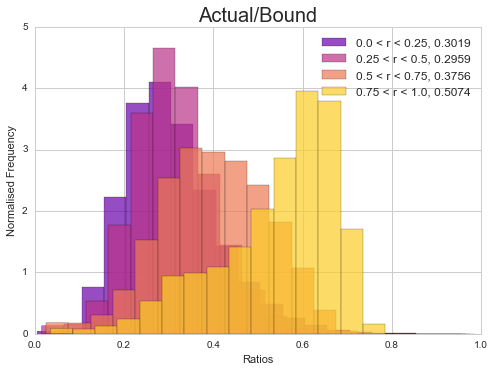 Actual/Bound
0.0 < r < 0.25, 0.3019
0.25 < r < 0.5, 0.2959
0.5 < r < 0.75, 0.3756
0.75 < r < 1.0, 0.5074
Normalised Frequency
5
4
3
2
1
0
0.0 0.2 0.4 0.6 0.8 1.0
Ratios